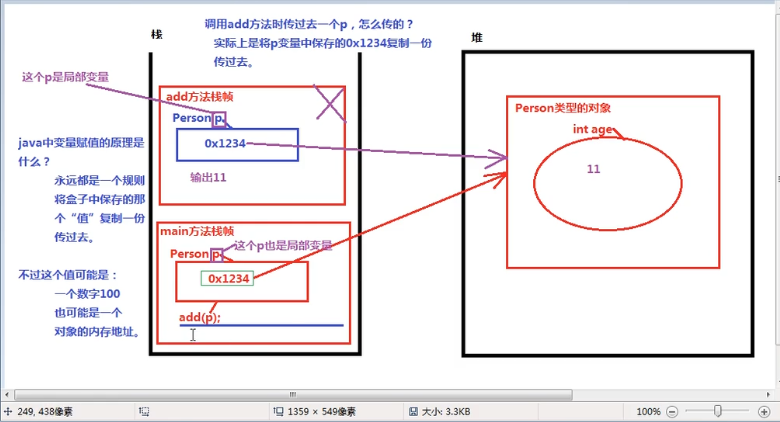 调用add方法时传过去一个p，怎么传的？
实际上是将p变量中保存的0x1234复制一份
传过去。
栈
堆
这个p是局部变量
add方法栈帧
Person p
0x1234
输出11
java中变量赋值的原理是
什么？
永远都是一个规则
将盒子中保存的那
个“值”复制一份
传过去。
不过这个值可能是：
一个数字100
也可能是一个
对象的内存地址。
main方法栈帧
Person p
这个p也是局部变量
0x1234
add(p);
Person类型的对象
int age
11
249, 438像素
1359 × 549像素
大小: 3.3KB
100%